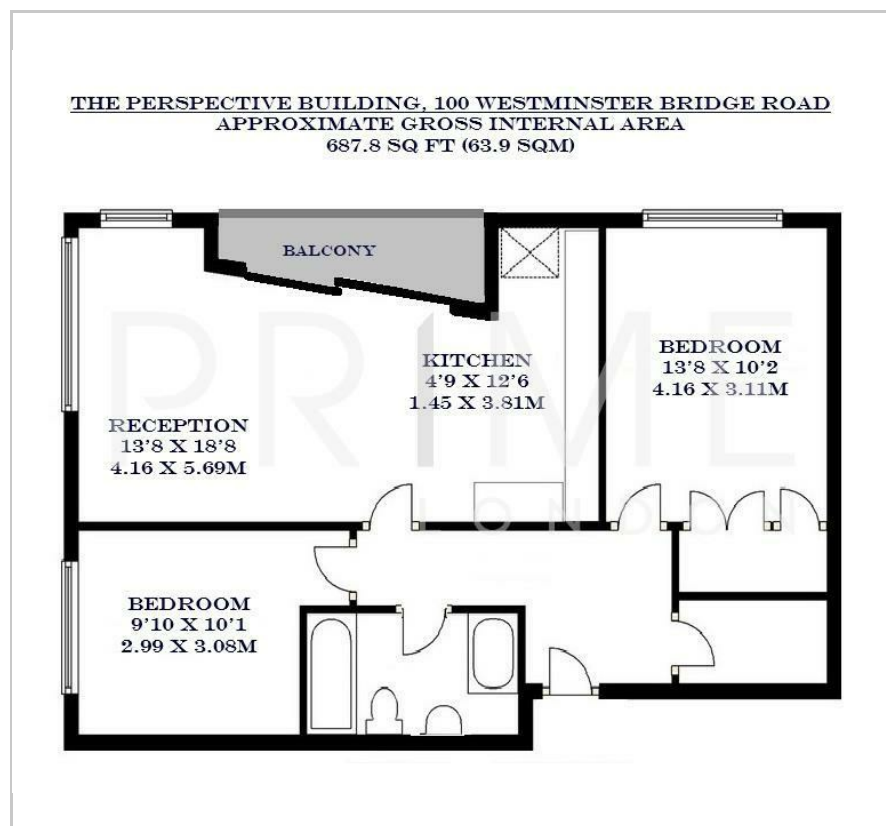 THE PERSPECTIVE BUILDING, 100 WESTMINSTER BRIDGE ROAD
APPROXIMATE GROSS INTERNAL AREA
687.8 SQ FT (63.9 SQM)
BALCONY
KITCHEN
4'9 X 12'6
1.45 X 3.81M
BEDROOM
13'8 X 10'2
4.16 X 3.11M
RECEPTION
13'8 X 18'8
4.16 X 5.69M
PRIME
LONDON
BEDROOM
9'10 X 10'1
2.99 X 3.08M